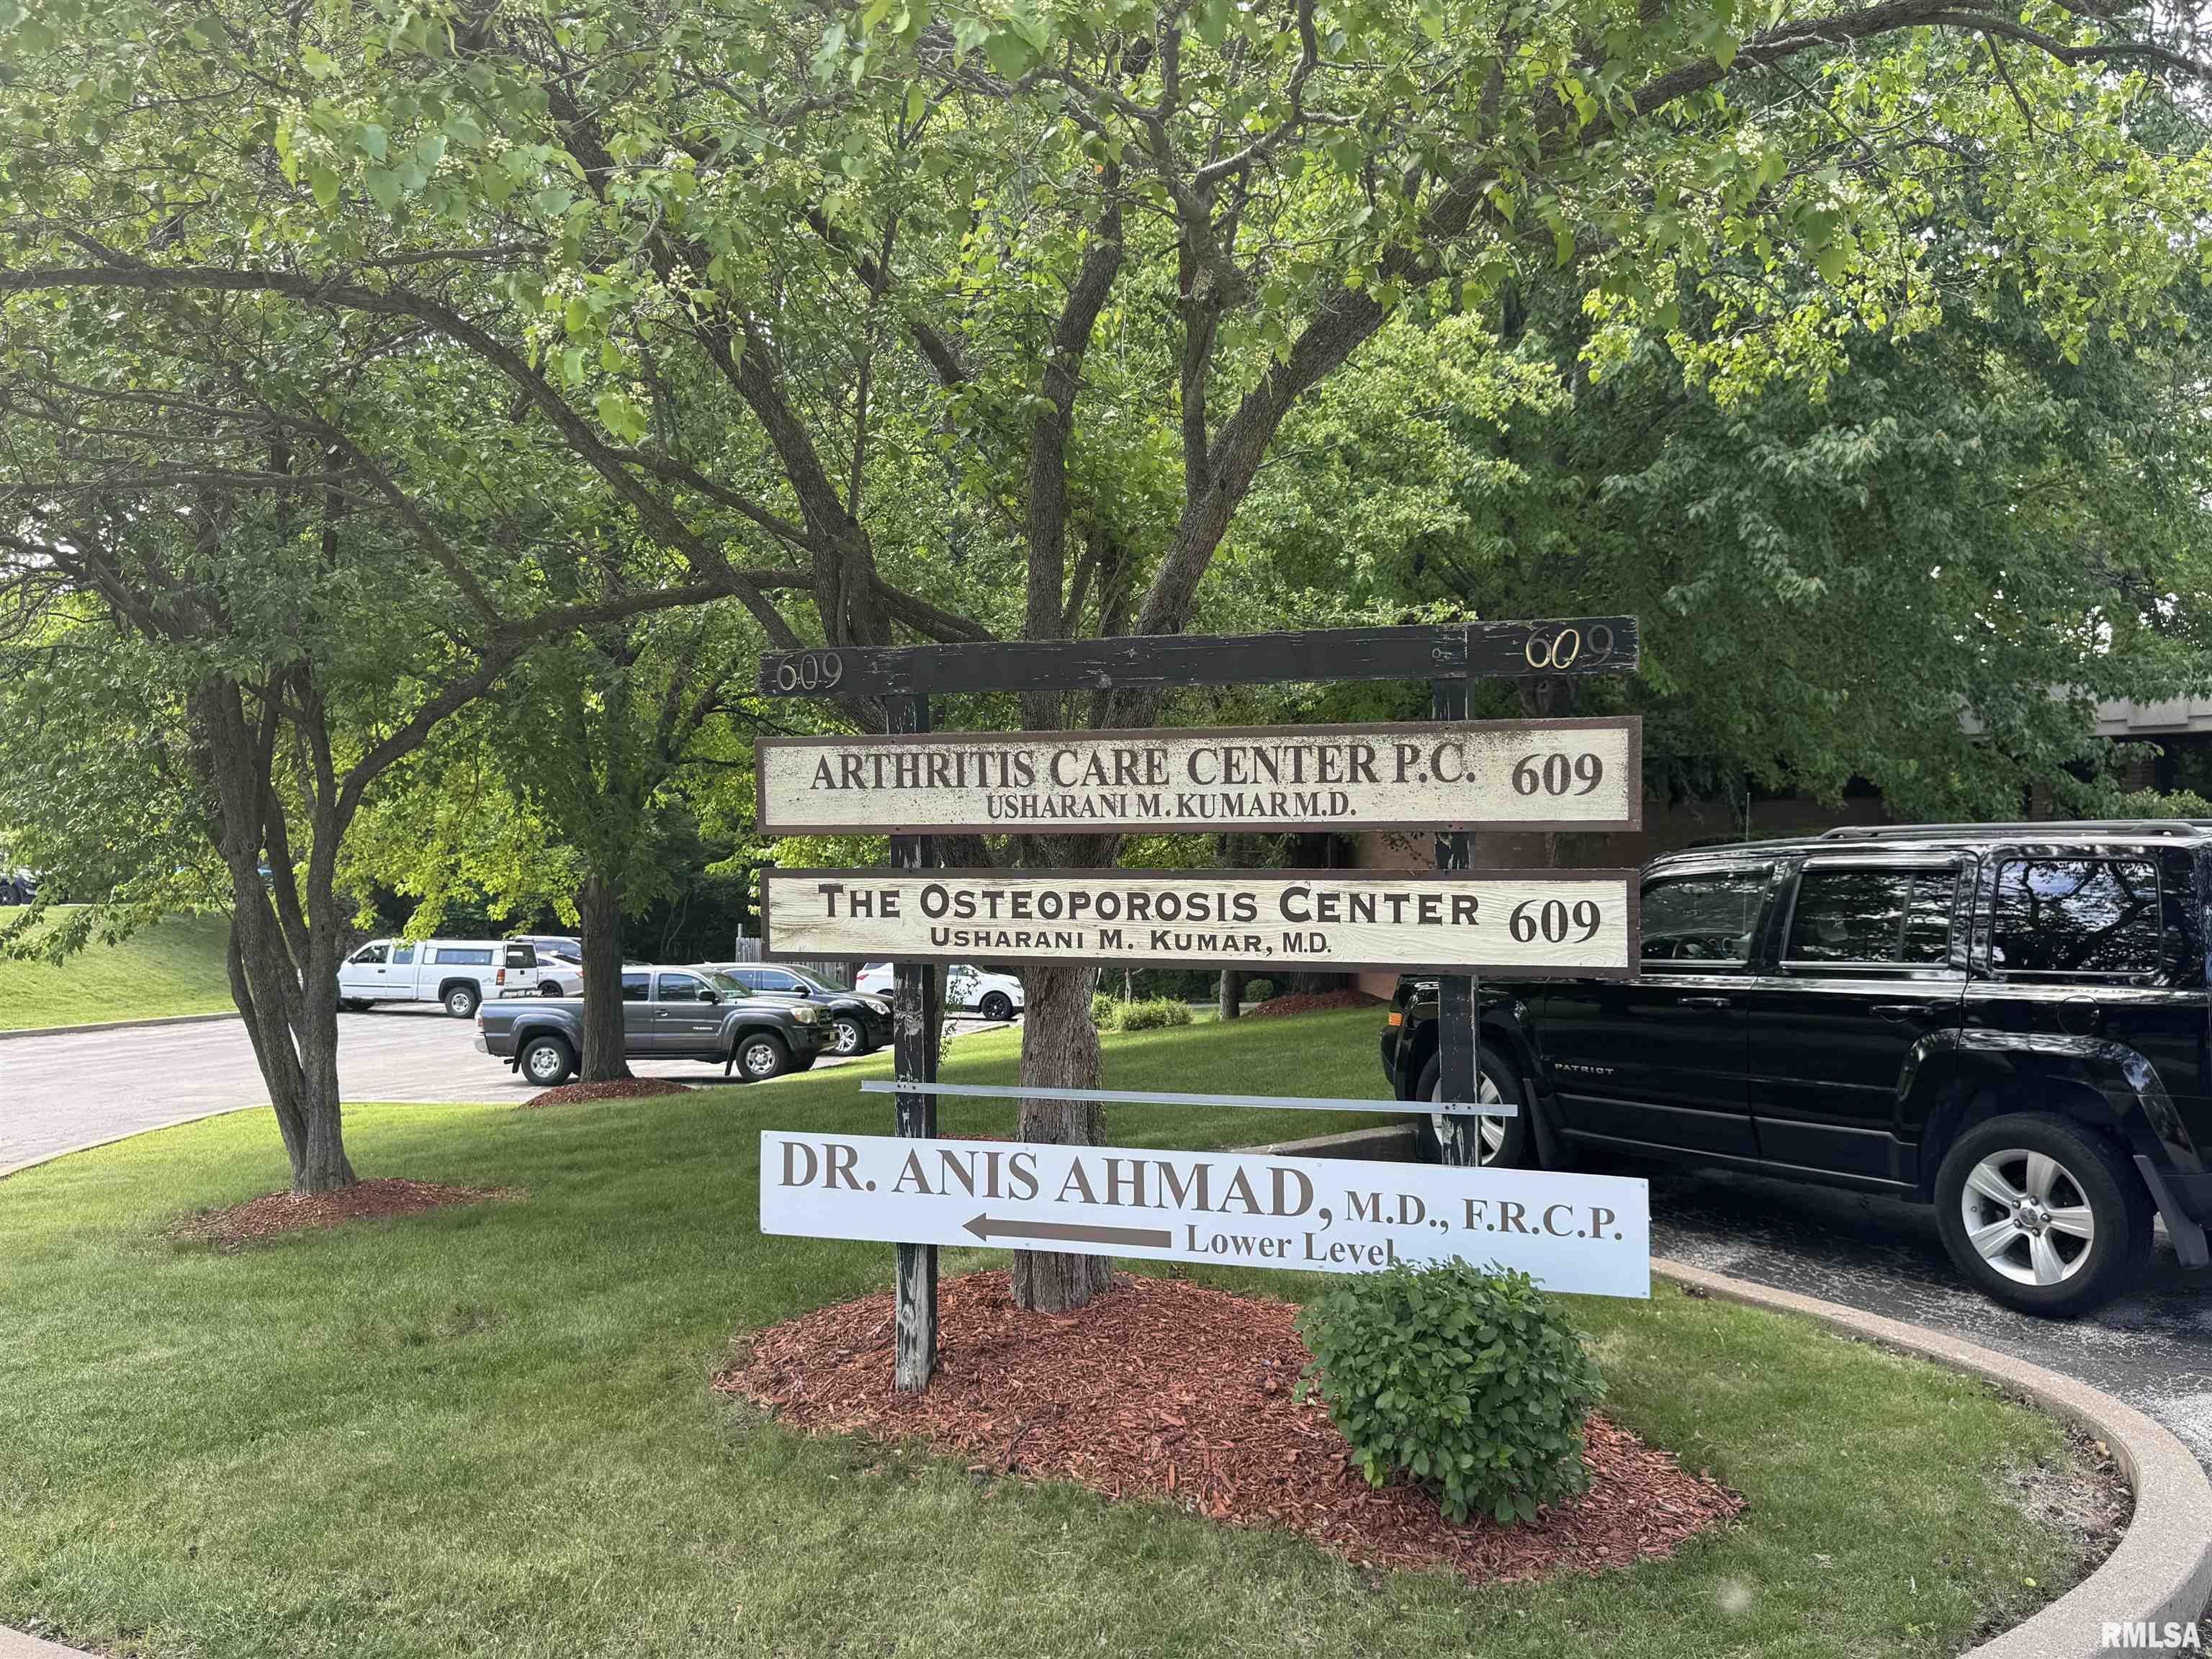 609 609
ARTHRITIS CARE CENTER P.C. 609
USHARANI M. KUMAR M.D.
THE OSTEOPOROSIS CENTER 609
USHARANI M. KUMAR, M.D.
PATRIOT
DR. ANIS AHMAD, M.D., F.R.C.P.
Lower Level
RMLSA